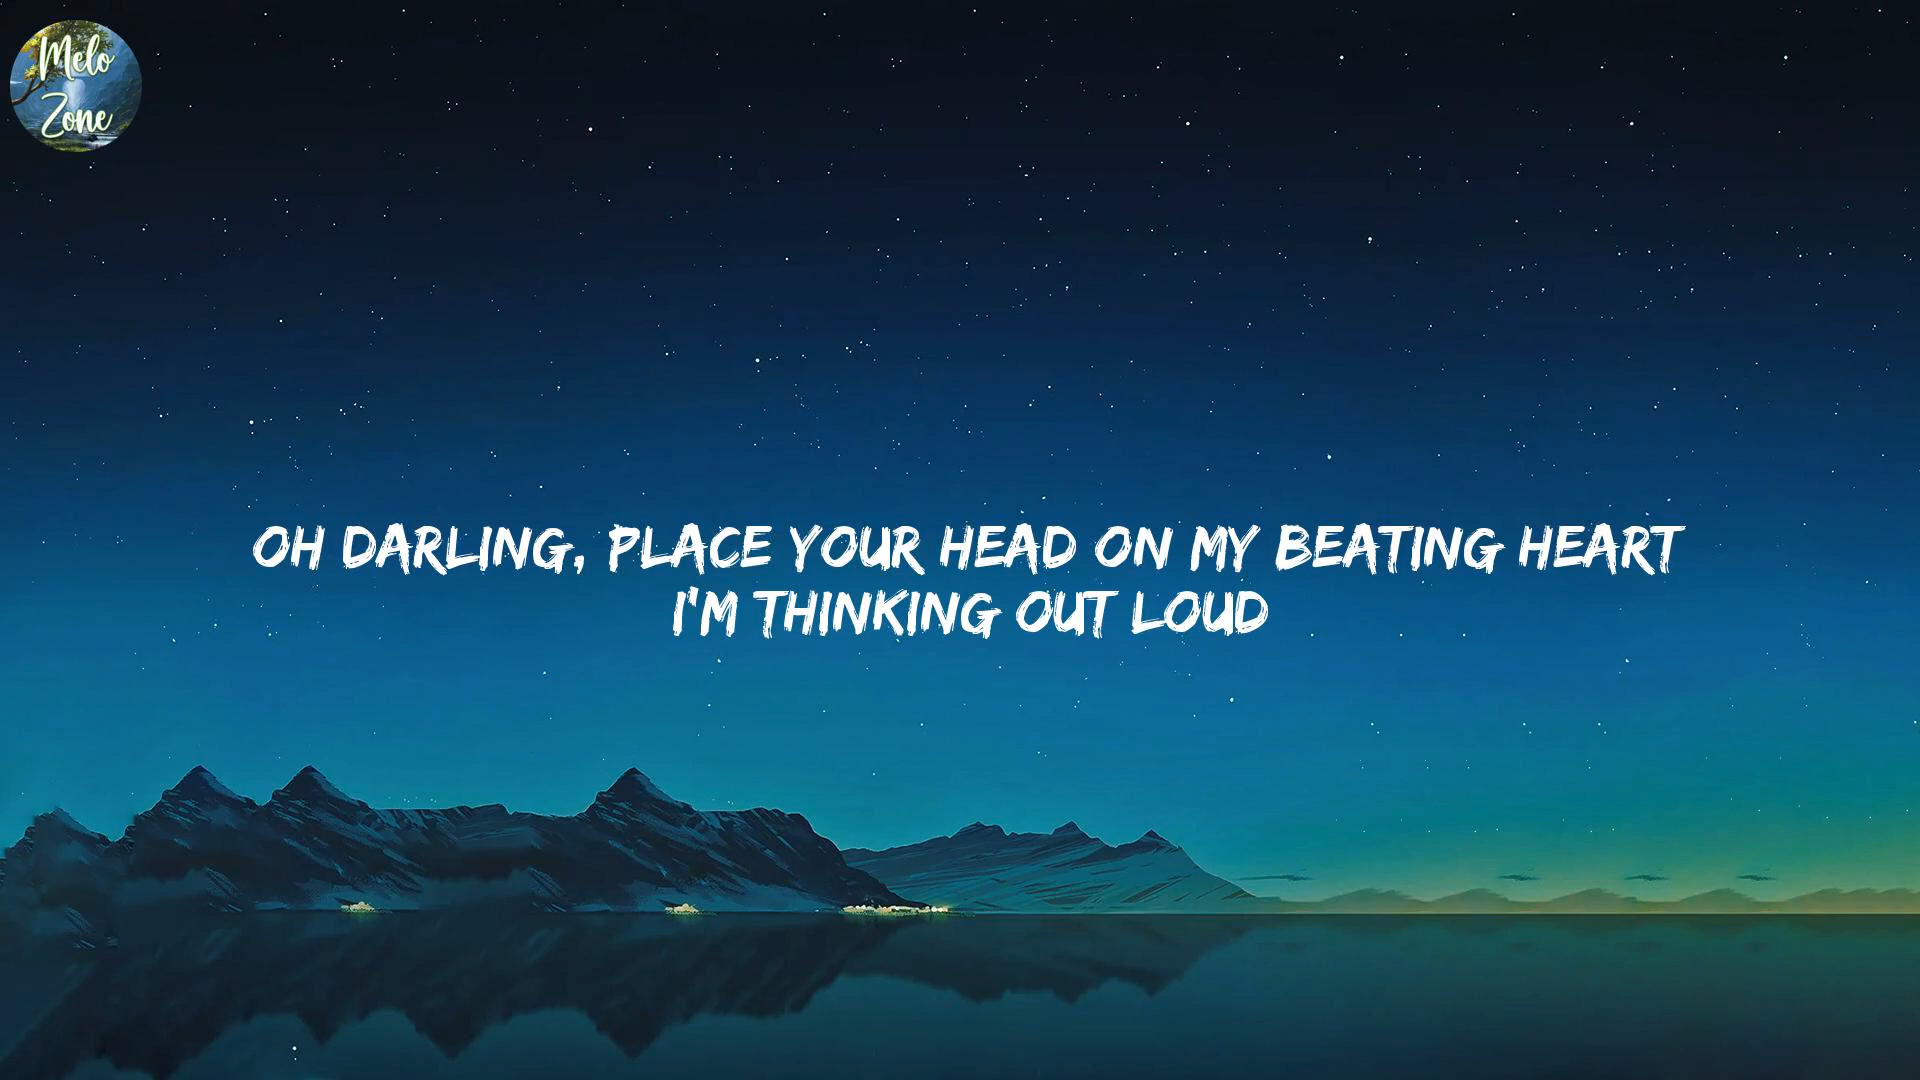 Melo
Zone
OH DARLING, PLACE YOUR HEAD ON MY BEATING HEART
I'M THINKING OUT LOUD